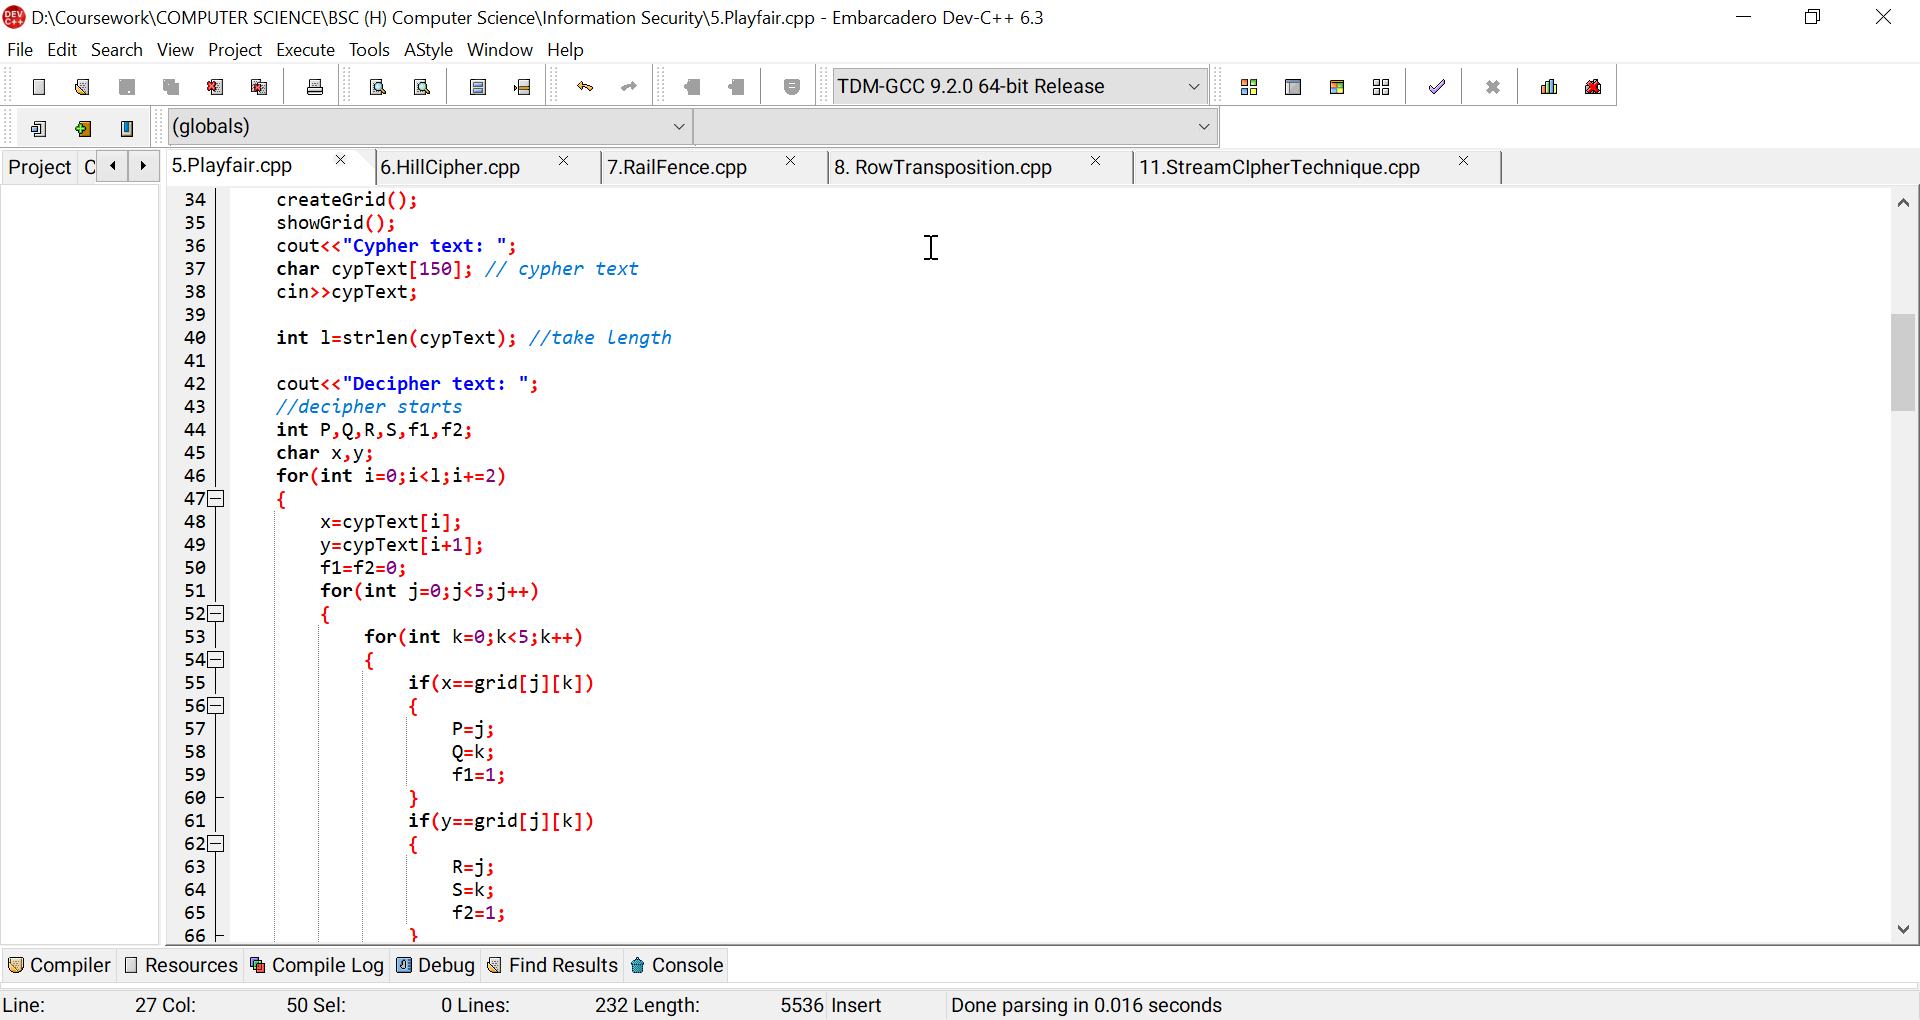 D:\Coursework\COMPUTER SCIENCE\BSC (H) Computer Science\Information Security\5.Playfair.cpp - Embarcadero Dev-C++ 6.3
File Edit Search View Project Execute Tools AStyle Window Help
TDM-GCC 9.2.0 64-bit Release
(globals)
Project C 5.Playfair.cpp 6.HillCipher.cpp 7.RailFence.cpp 8. RowTransposition.cpp 11.StreamCIpherTechnique.cpp
34 createGrid();
35 showGrid();
36 cout<<"Cypher text: ";
37 char cypText[150]; // cypher text
38 cin>>cypText;
39
40 int l=strlen(cypText); //take length
41
42 cout<<"Decipher text: ";
43 //decipher starts
44 int P,Q,R,S,f1,f2;
45 char x,y;
46 for(int i=0;i<l;i+=2)
47 {
48 x=cypText[i];
49 y=cypText[i+1];
50 f1=f2=0;
51 for(int j=0;j<5;j++)
52 {
53 for(int k=0;k<5;k++)
54 {
55 if(x==grid[j][k])
56 {
57 P=j;
58 Q=k;
59 f1=1;
60 }
61 if(y==grid[j][k])
62 {
63 R=j;
64 S=k;
65 f2=1;
66 }
Compiler Resources Compile Log Debug Find Results Console
Line: 27 Col: 50 Sel: 0 Lines: 232 Length: 5536 Insert Done parsing in 0.016 seconds